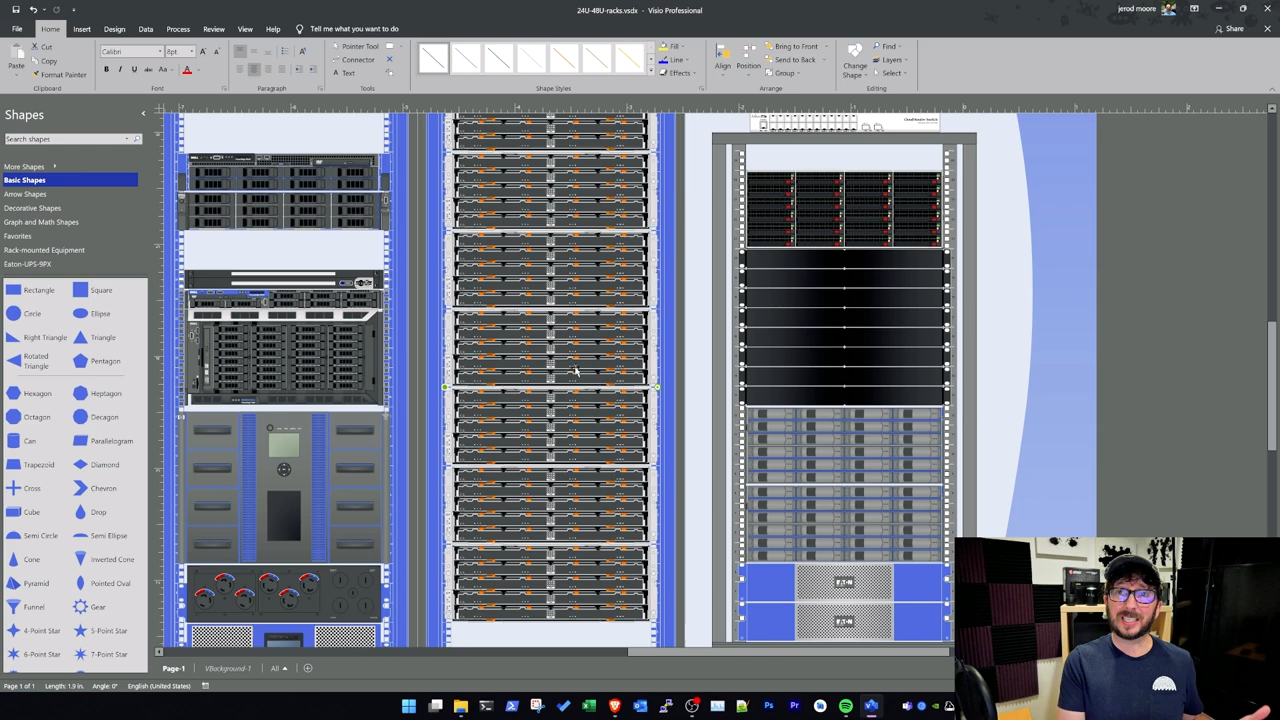 24U-48U-racks.vsdx - Visio Professional
jerod moore
File Home Insert Design Data Process Review View Help Tell me what you want to do
Share
Paste
Cut
Copy
Format Painter
Clipboard
Calibri 8pt.
Font
Paragraph
Pointer Tool
Connector
Text
Tools
Shape Styles
Fill
Line
Effects
Align
Position
Bring to Front
Send to Back
Group
Arrange
Change
Shape
Find
Layers
Select
Editing
Shapes
Search shapes
More Shapes
Basic Shapes
Arrow Shapes
Decorative Shapes
Graph and Math Shapes
Favorites
Rack-mounted Equipment
Eaton-UPS-9PX
Rectangle Square
Circle Ellipse
Right Triangle Triangle
Rotated
Triangle
Pentagon
Hexagon Heptagon
Octagon Decagon
Can Parallelogram
Trapezoid Diamond
Cross Chevron
Cube Drop
Semi Circle Semi Ellipse
Cone Inverted Cone
Pyramid Pointed Oval
Funnel Gear
4-Point Star 5-Point Star
6-Point Star 7-Point Star
Page-1 VBackground-1 All
Page 1 of 1 Length: 1.9 in. Angle: 0° English (United States)